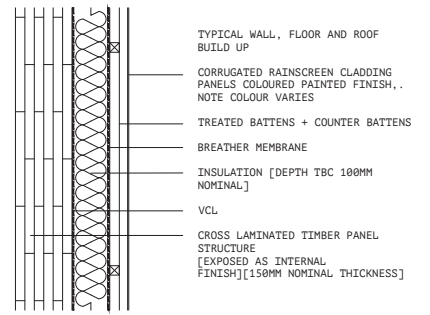 TYPICAL WALL, FLOOR AND ROOF
BUILD UP
CORRUGATED RAINSCREEN CLADDING
PANELS COLOURED PAINTED FINISH,.
NOTE COLOUR VARIES
TREATED BATTENS + COUNTER BATTENS
BREATHER MEMBRANE
INSULATION [DEPTH TBC 100MM
NOMINAL]
VCL
CROSS LAMINATED TIMBER PANEL
STRUCTURE
[EXPOSED AS INTERNAL
FINISH][150MM NOMINAL THICKNESS]